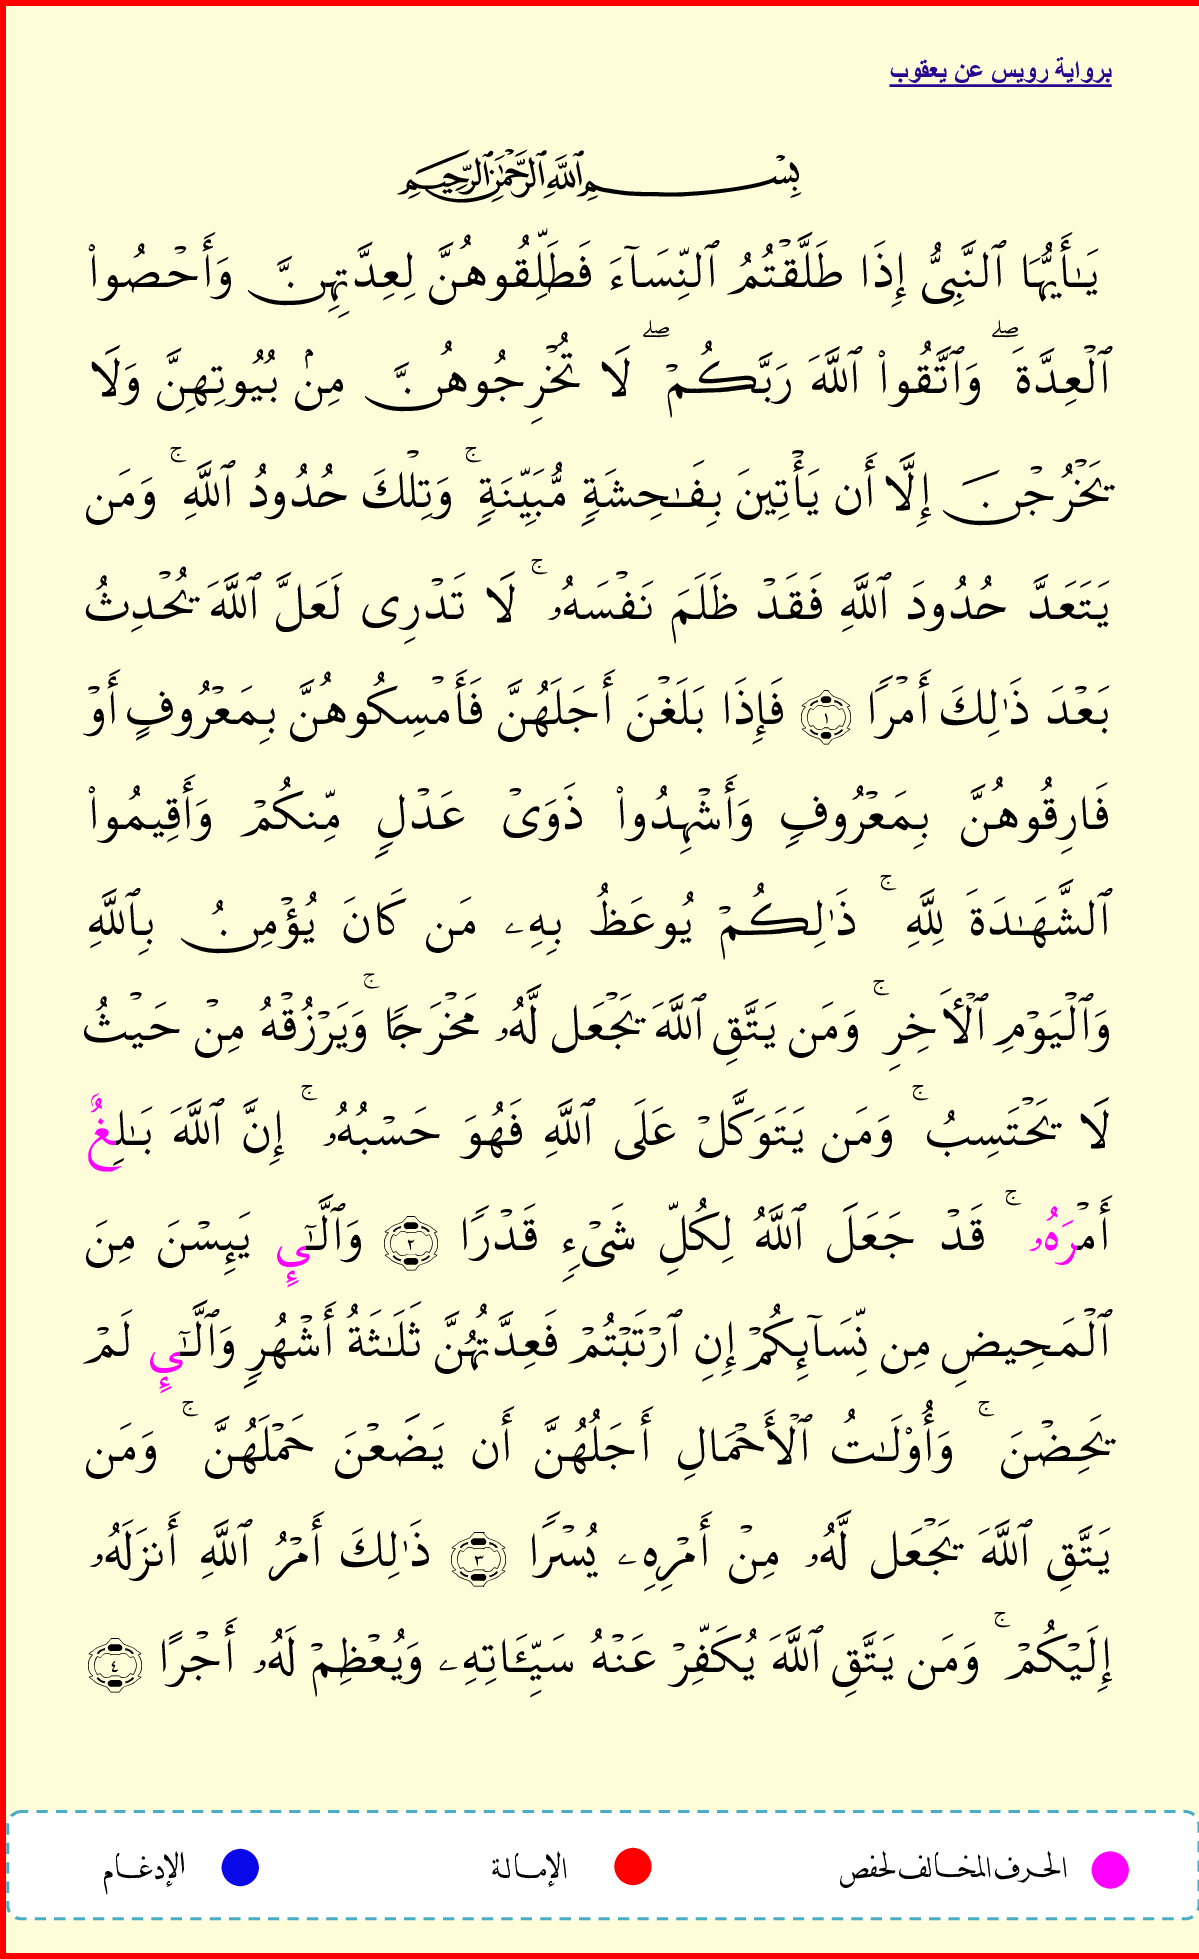 برواية رويس عن يعقوب
بِسْمِ ٱللَّهِ ٱلرَّحْمَٰنِ ٱلرَّحِيمِ
يَـٰٓأَيُّهَا ٱلنَّبِىُّ إِذَا طَلَّقْتُمُ ٱلنِّسَآءَ فَطَلِّقُوهُنَّ لِعِدَّتِهِنَّ وَأَحْصُوا۟
ٱلْعِدَّةَ ۖ وَٱتَّقُوا۟ ٱللَّهَ رَبَّكُمْ ۖ لَا تُخْرِجُوهُنَّ مِنۢ بُيُوتِهِنَّ وَلَا
يَخْرُجْنَ إِلَّآ أَن يَأْتِينَ بِفَـٰحِشَةٍ مُّبَيِّنَةٍ ۚ وَتِلْكَ حُدُودُ ٱللَّهِ ۚ وَمَن
يَتَعَدَّ حُدُودَ ٱللَّهِ فَقَدْ ظَلَمَ نَفْسَهُۥ ۚ لَا تَدْرِى لَعَلَّ ٱللَّهَ يُحْدِثُ
بَعْدَ ذَٰلِكَ أَمْرًا ١ فَإِذَا بَلَغْنَ أَجَلَهُنَّ فَأَمْسِكُوهُنَّ بِمَعْرُوفٍ أَوْ
فَارِقُوهُنَّ بِمَعْرُوفٍ وَأَشْهِدُوا۟ ذَوَىْ عَدْلٍ مِّنكُمْ وَأَقِيمُوا۟
ٱلشَّهَـٰدَةَ لِلَّهِ ۚ ذَٰلِكُمْ يُوعَظُ بِهِۦ مَن كَانَ يُؤْمِنُ بِٱللَّهِ
وَٱلْيَوْمِ ٱلْـَٔاخِرِ ۚ وَمَن يَتَّقِ ٱللَّهَ يَجْعَل لَّهُۥ مَخْرَجًا ۚ وَيَرْزُقْهُ مِنْ حَيْثُ
لَا يَحْتَسِبُ ۚ وَمَن يَتَوَكَّلْ عَلَى ٱللَّهِ فَهُوَ حَسْبُهُۥ ۚ إِنَّ ٱللَّهَ بَـٰلِغٌ
أَمْرَهُۥ ۚ قَدْ جَعَلَ ٱللَّهُ لِكُلِّ شَىْءٍ قَدْرًا ٢ وَٱلَّـٰٓىِٕ يَئِسْنَ مِنَ
ٱلْمَحِيضِ مِن نِّسَآئِكُمْ إِنِ ٱرْتَبْتُمْ فَعِدَّتُهُنَّ ثَلَـٰثَةُ أَشْهُرٍ وَٱلَّـٰٓىِٕ لَمْ
يَحِضْنَ ۚ وَأُو۟لَـٰتُ ٱلْأَحْمَالِ أَجَلُهُنَّ أَن يَضَعْنَ حَمْلَهُنَّ ۚ وَمَن
يَتَّقِ ٱللَّهَ يَجْعَل لَّهُۥ مِنْ أَمْرِهِۦ يُسْرًا ٣ ذَٰلِكَ أَمْرُ ٱللَّهِ أَنزَلَهُۥٓ
إِلَيْكُمْ ۚ وَمَن يَتَّقِ ٱللَّهَ يُكَفِّرْ عَنْهُ سَيِّـَٔاتِهِۦ وَيُعْظِمْ لَهُۥٓ أَجْرًا ٤
الحرف المخالف لحفص الإمالة الإدغام